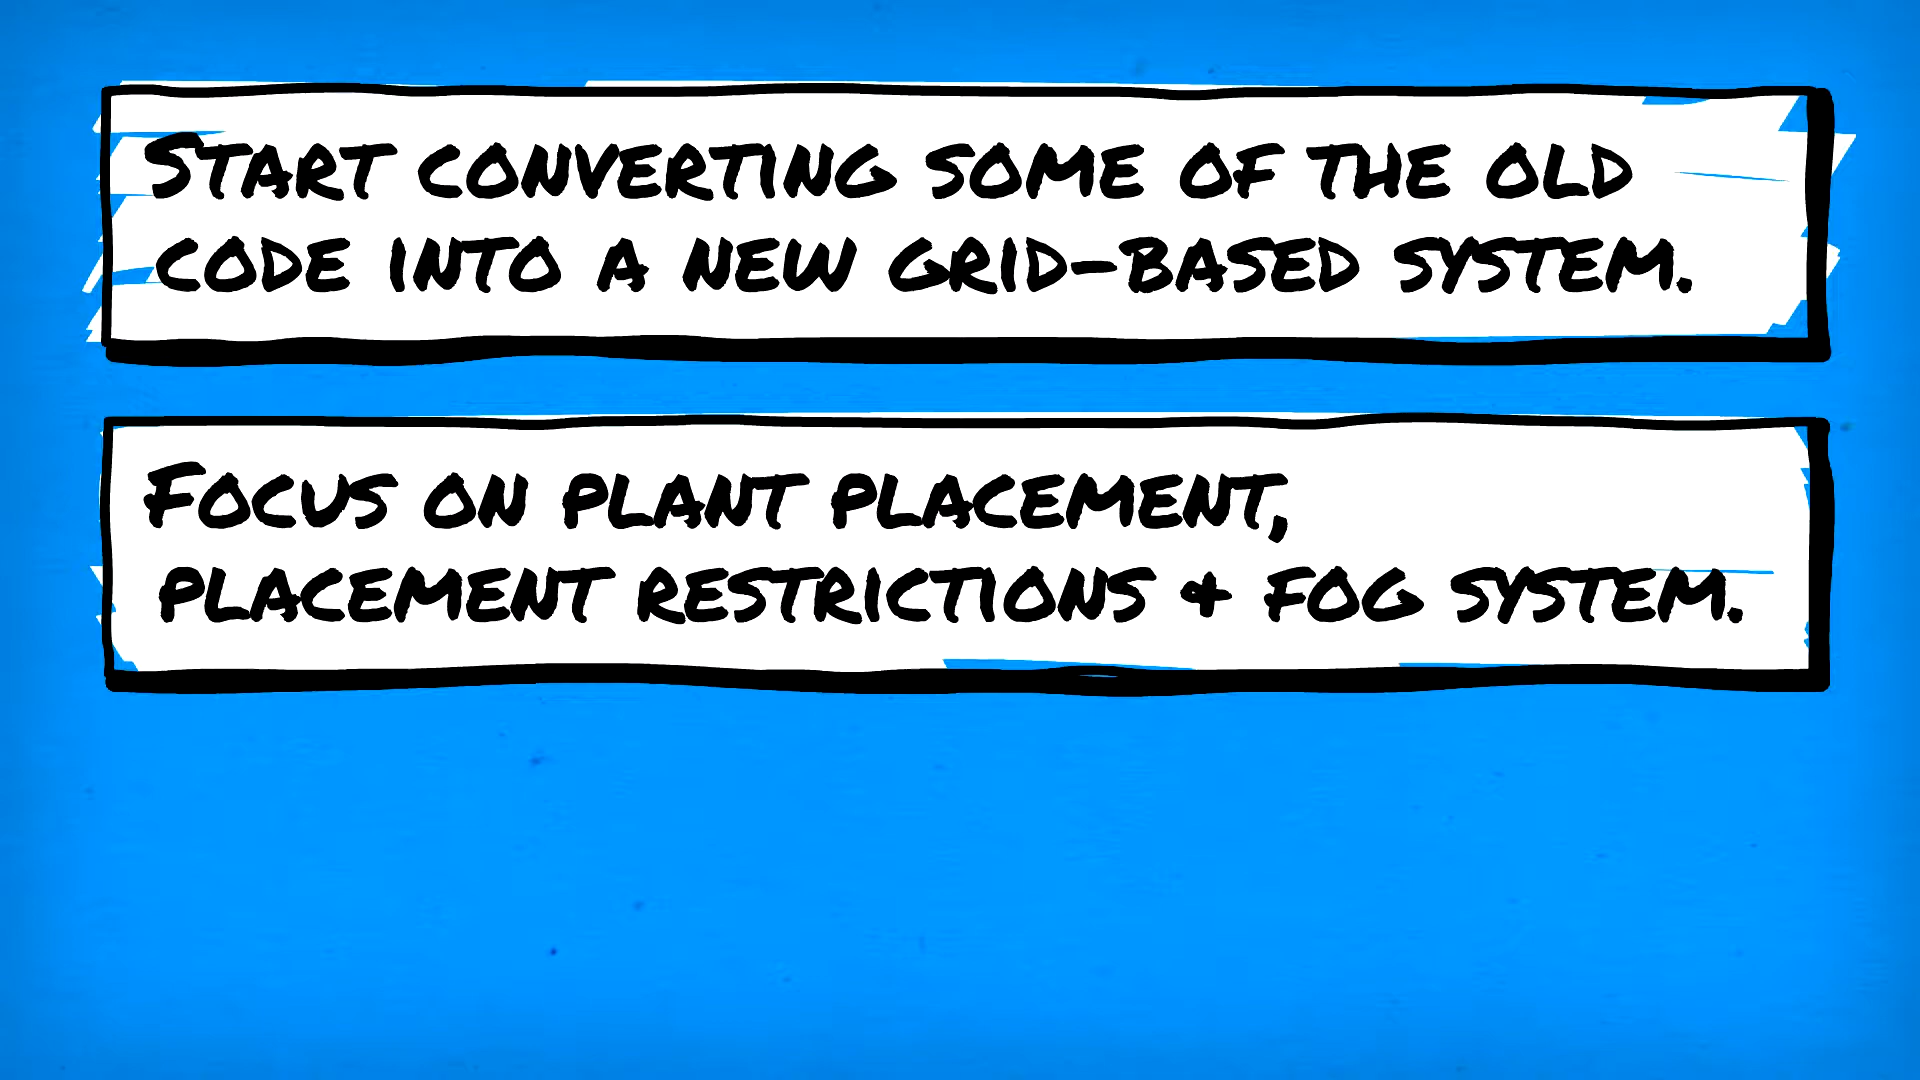 Start converting some of the old
code into a new grid-based system.
Focus on plant placement,
placement restrictions & fog system.